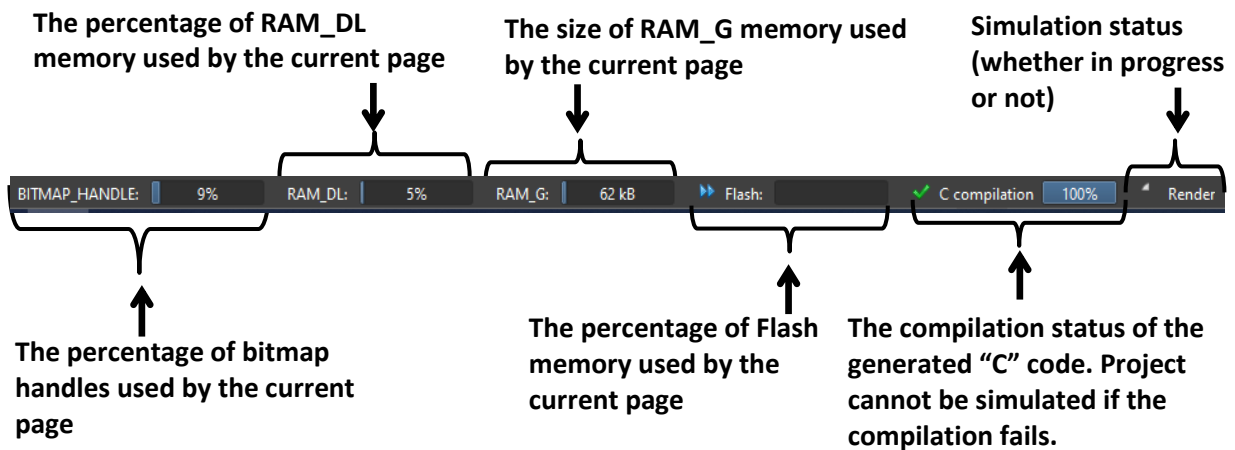 The percentage of RAM_DL
memory used by the current page
The size of RAM_G memory used
by the current page
Simulation status
(whether in progress
or not)
BITMAP_HANDLE: 9% RAM_DL: 5% RAM_G: 62 kB Flash: C compilation 100% Render
The percentage of bitmap
handles used by the current
page
The percentage of Flash
memory used by the
current page
The compilation status of the
generated “C” code. Project
cannot be simulated if the
compilation fails.